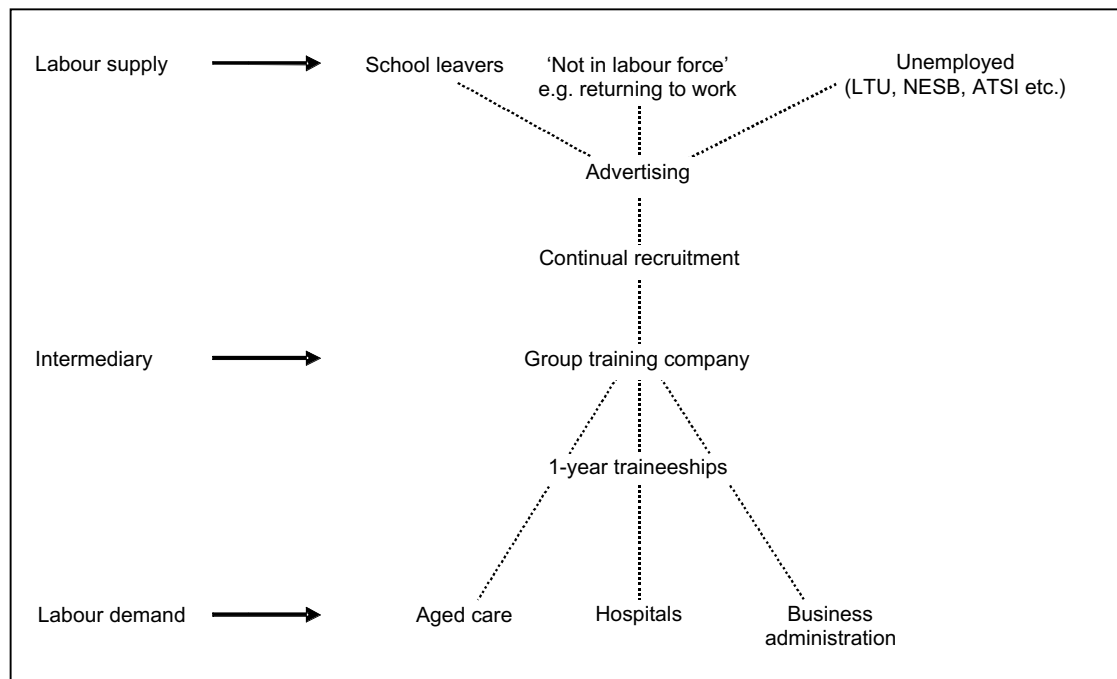 Labour supply
School leavers
‘Not in labour force’
e.g. returning to work
Unemployed
(LTU, NESB, ATSI etc.)
Advertising
Continual recruitment
Intermediary
Group training company
1-year traineeships
Labour demand
Aged care
Hospitals
Business
administration